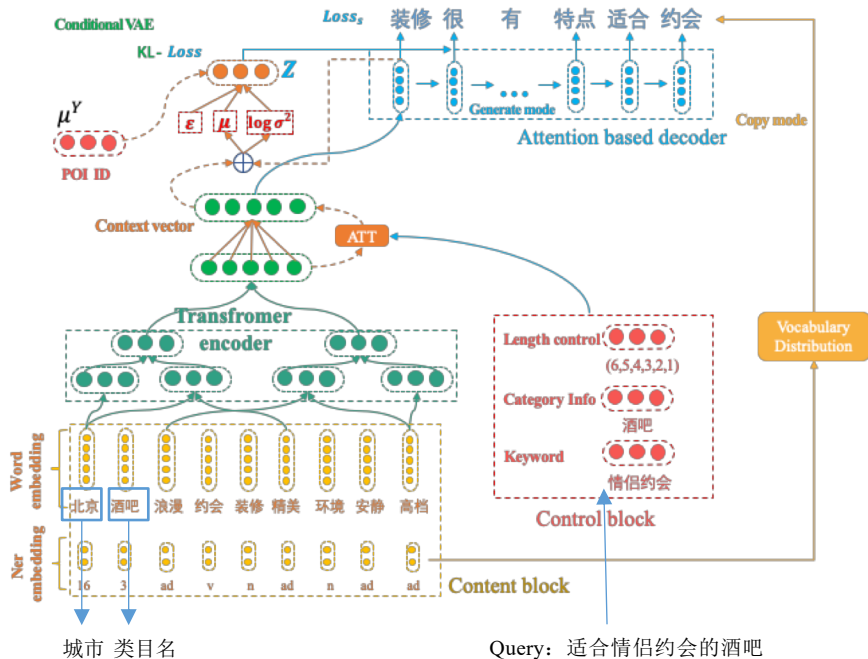 Conditional VAE
Loss_s 装修 很 有 特点 适合 约会
KL- Loss
Z
ε μ log σ²
μ^Y
POI ID
...
Generate mode
Attention based decoder
Copy mode
Context vector
ATT
Transfromer
encoder
Length control
(6,5,4,3,2,1)
Category Info
酒吧
Keyword
情侣约会
Control block
Vocabulary
Distribution
Word
embedding
北京 酒吧 浪漫 约会 装修 精美 环境 安静 高档
Ner
embedding
16 3 ad v n ad n ad ad
Content block
城市 类目名
Query：适合情侣约会的酒吧